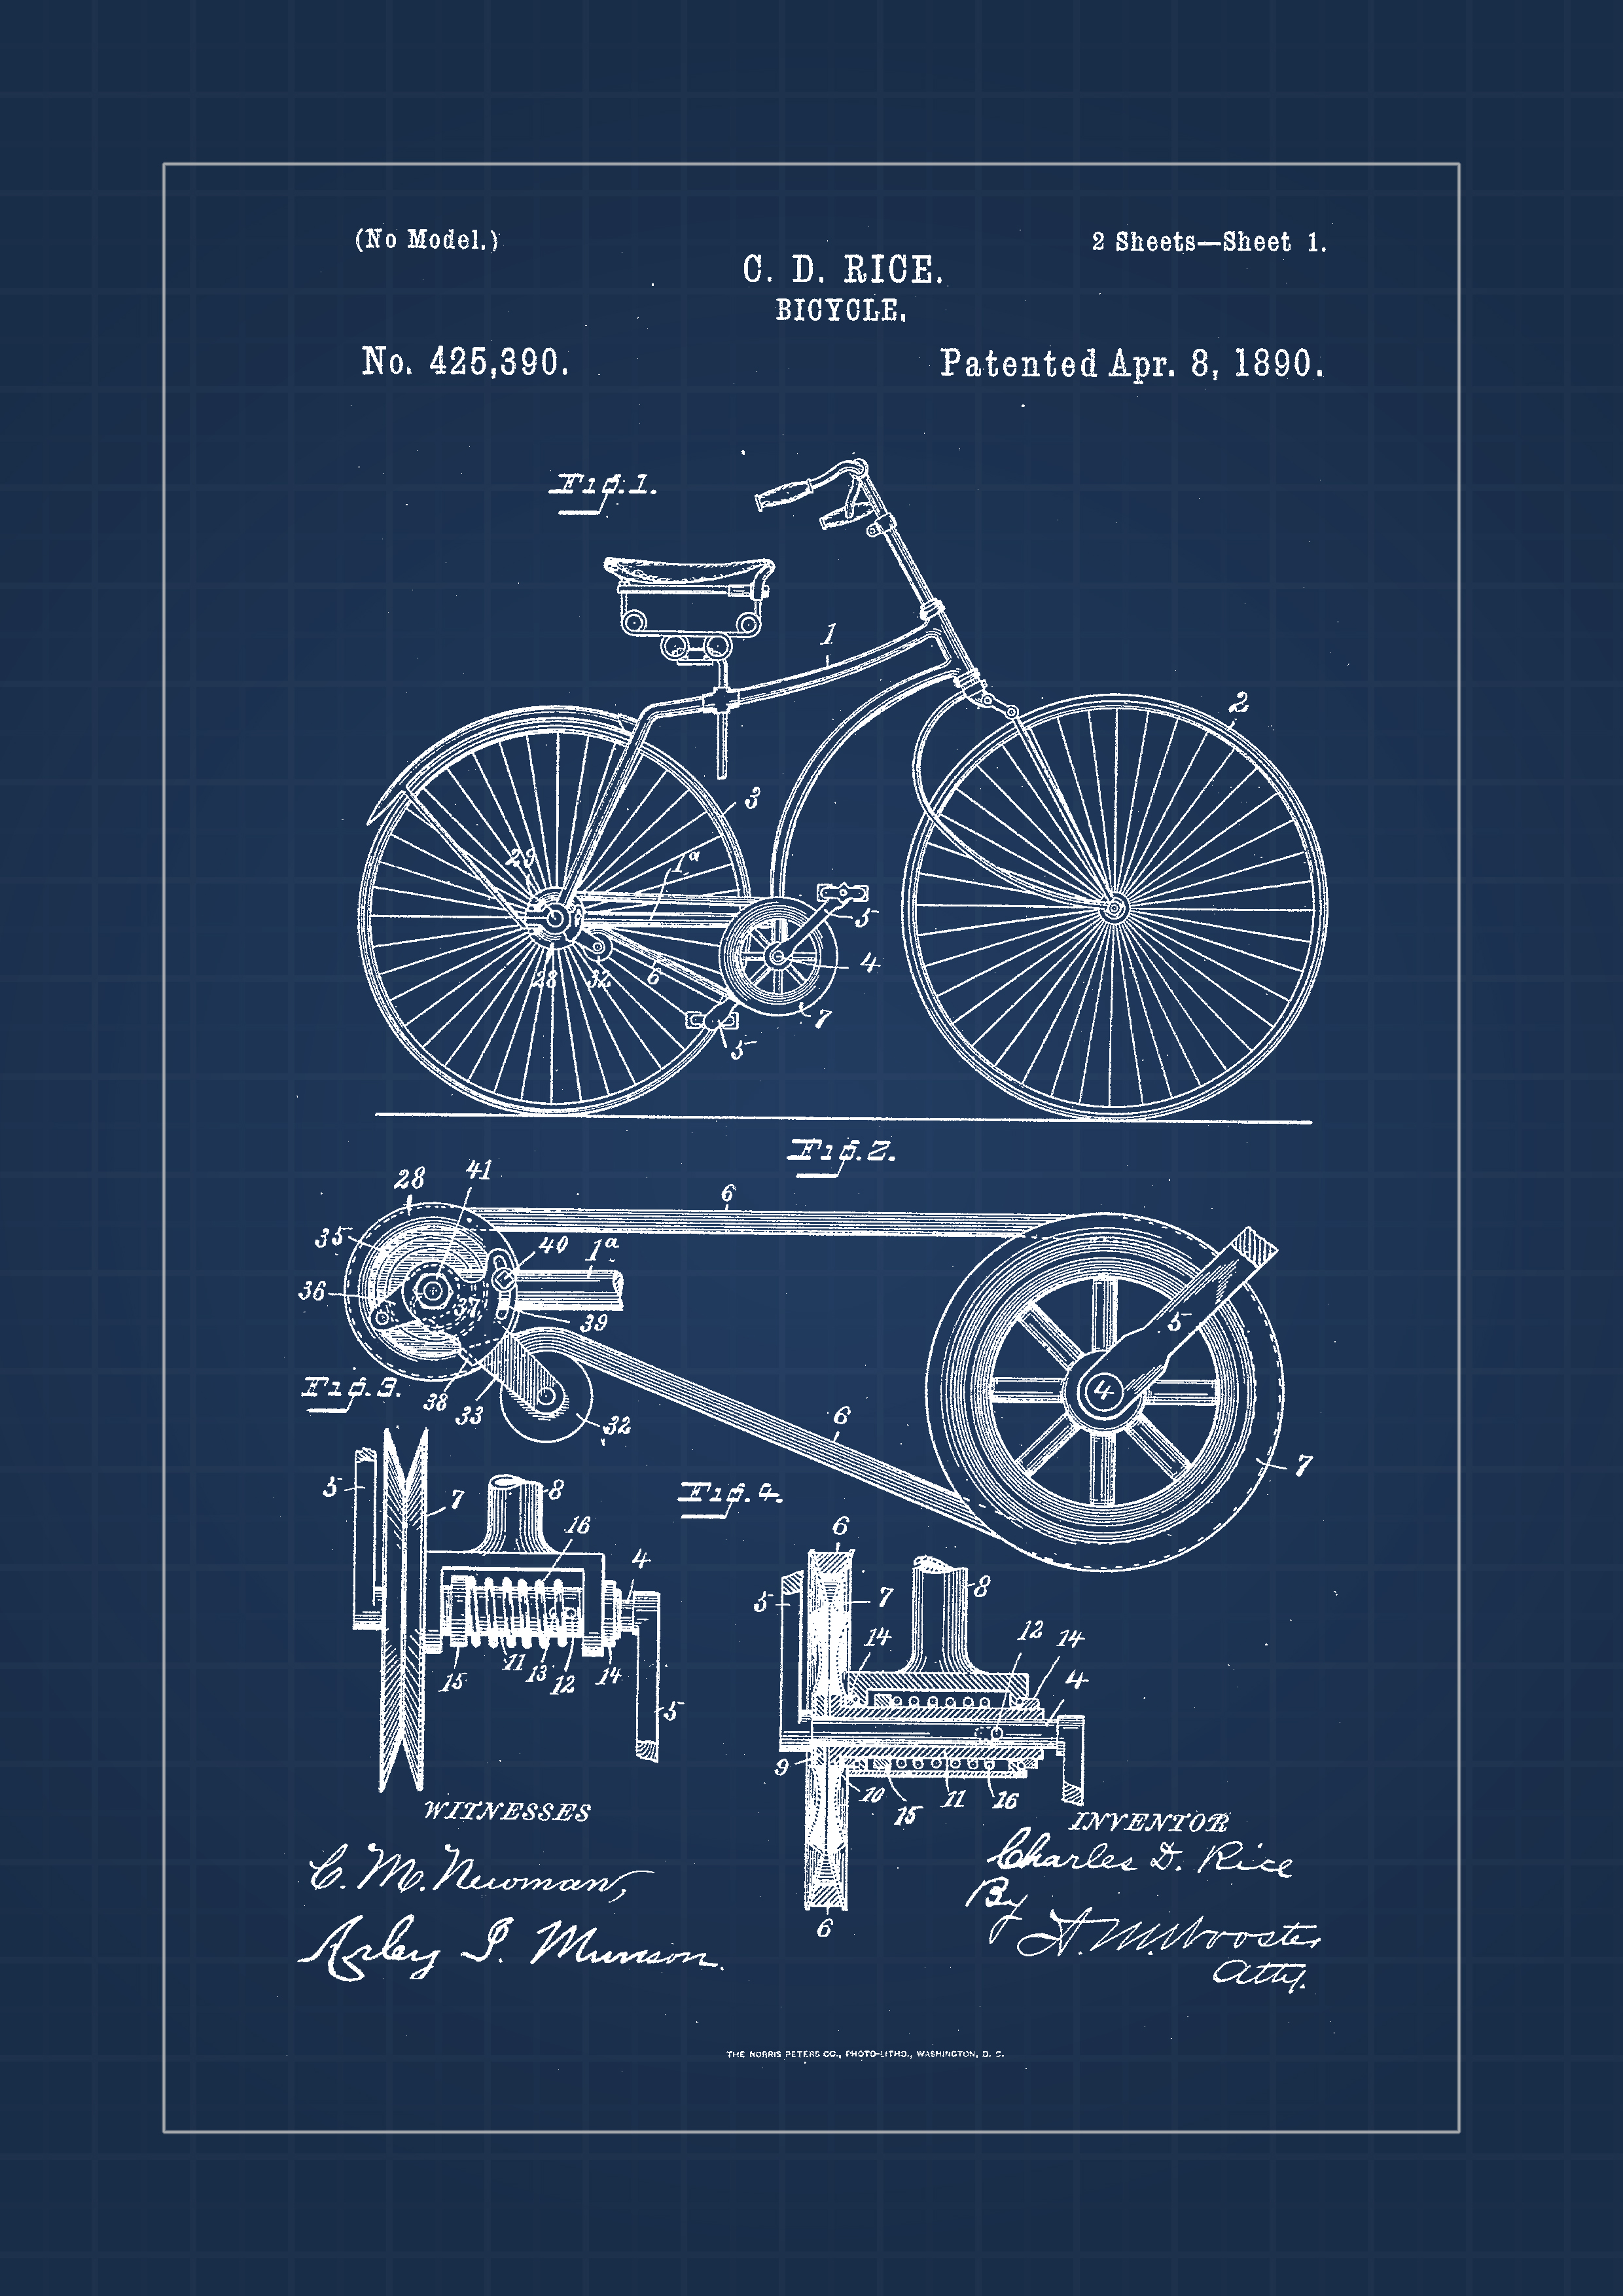 (No Model.)
2 Sheets—Sheet 1.
C. D. RICE.
BICYCLE.
No. 425,390.
Patented Apr. 8, 1890.
Fig. 1.
1
2
3
29
1a
5
4
28
32
6
7
5
Fig. 2.
41
28
6
35
40
1a
36
37
39
5
4
38
33
32
6
7
Fig. 3.
5
7
8
16
4
15
11
13
12
14
5
Fig. 4.
6
5
7
8
14
12
14
4
9
10
15
11
16
6
WITNESSES
C. M. Newman,
Arley I. Munson.
INVENTOR
Charles D. Rice
By
A. M. Wooster
Atty.
THE NORRIS PETERS CO., PHOTO-LITHO., WASHINGTON, D. C.